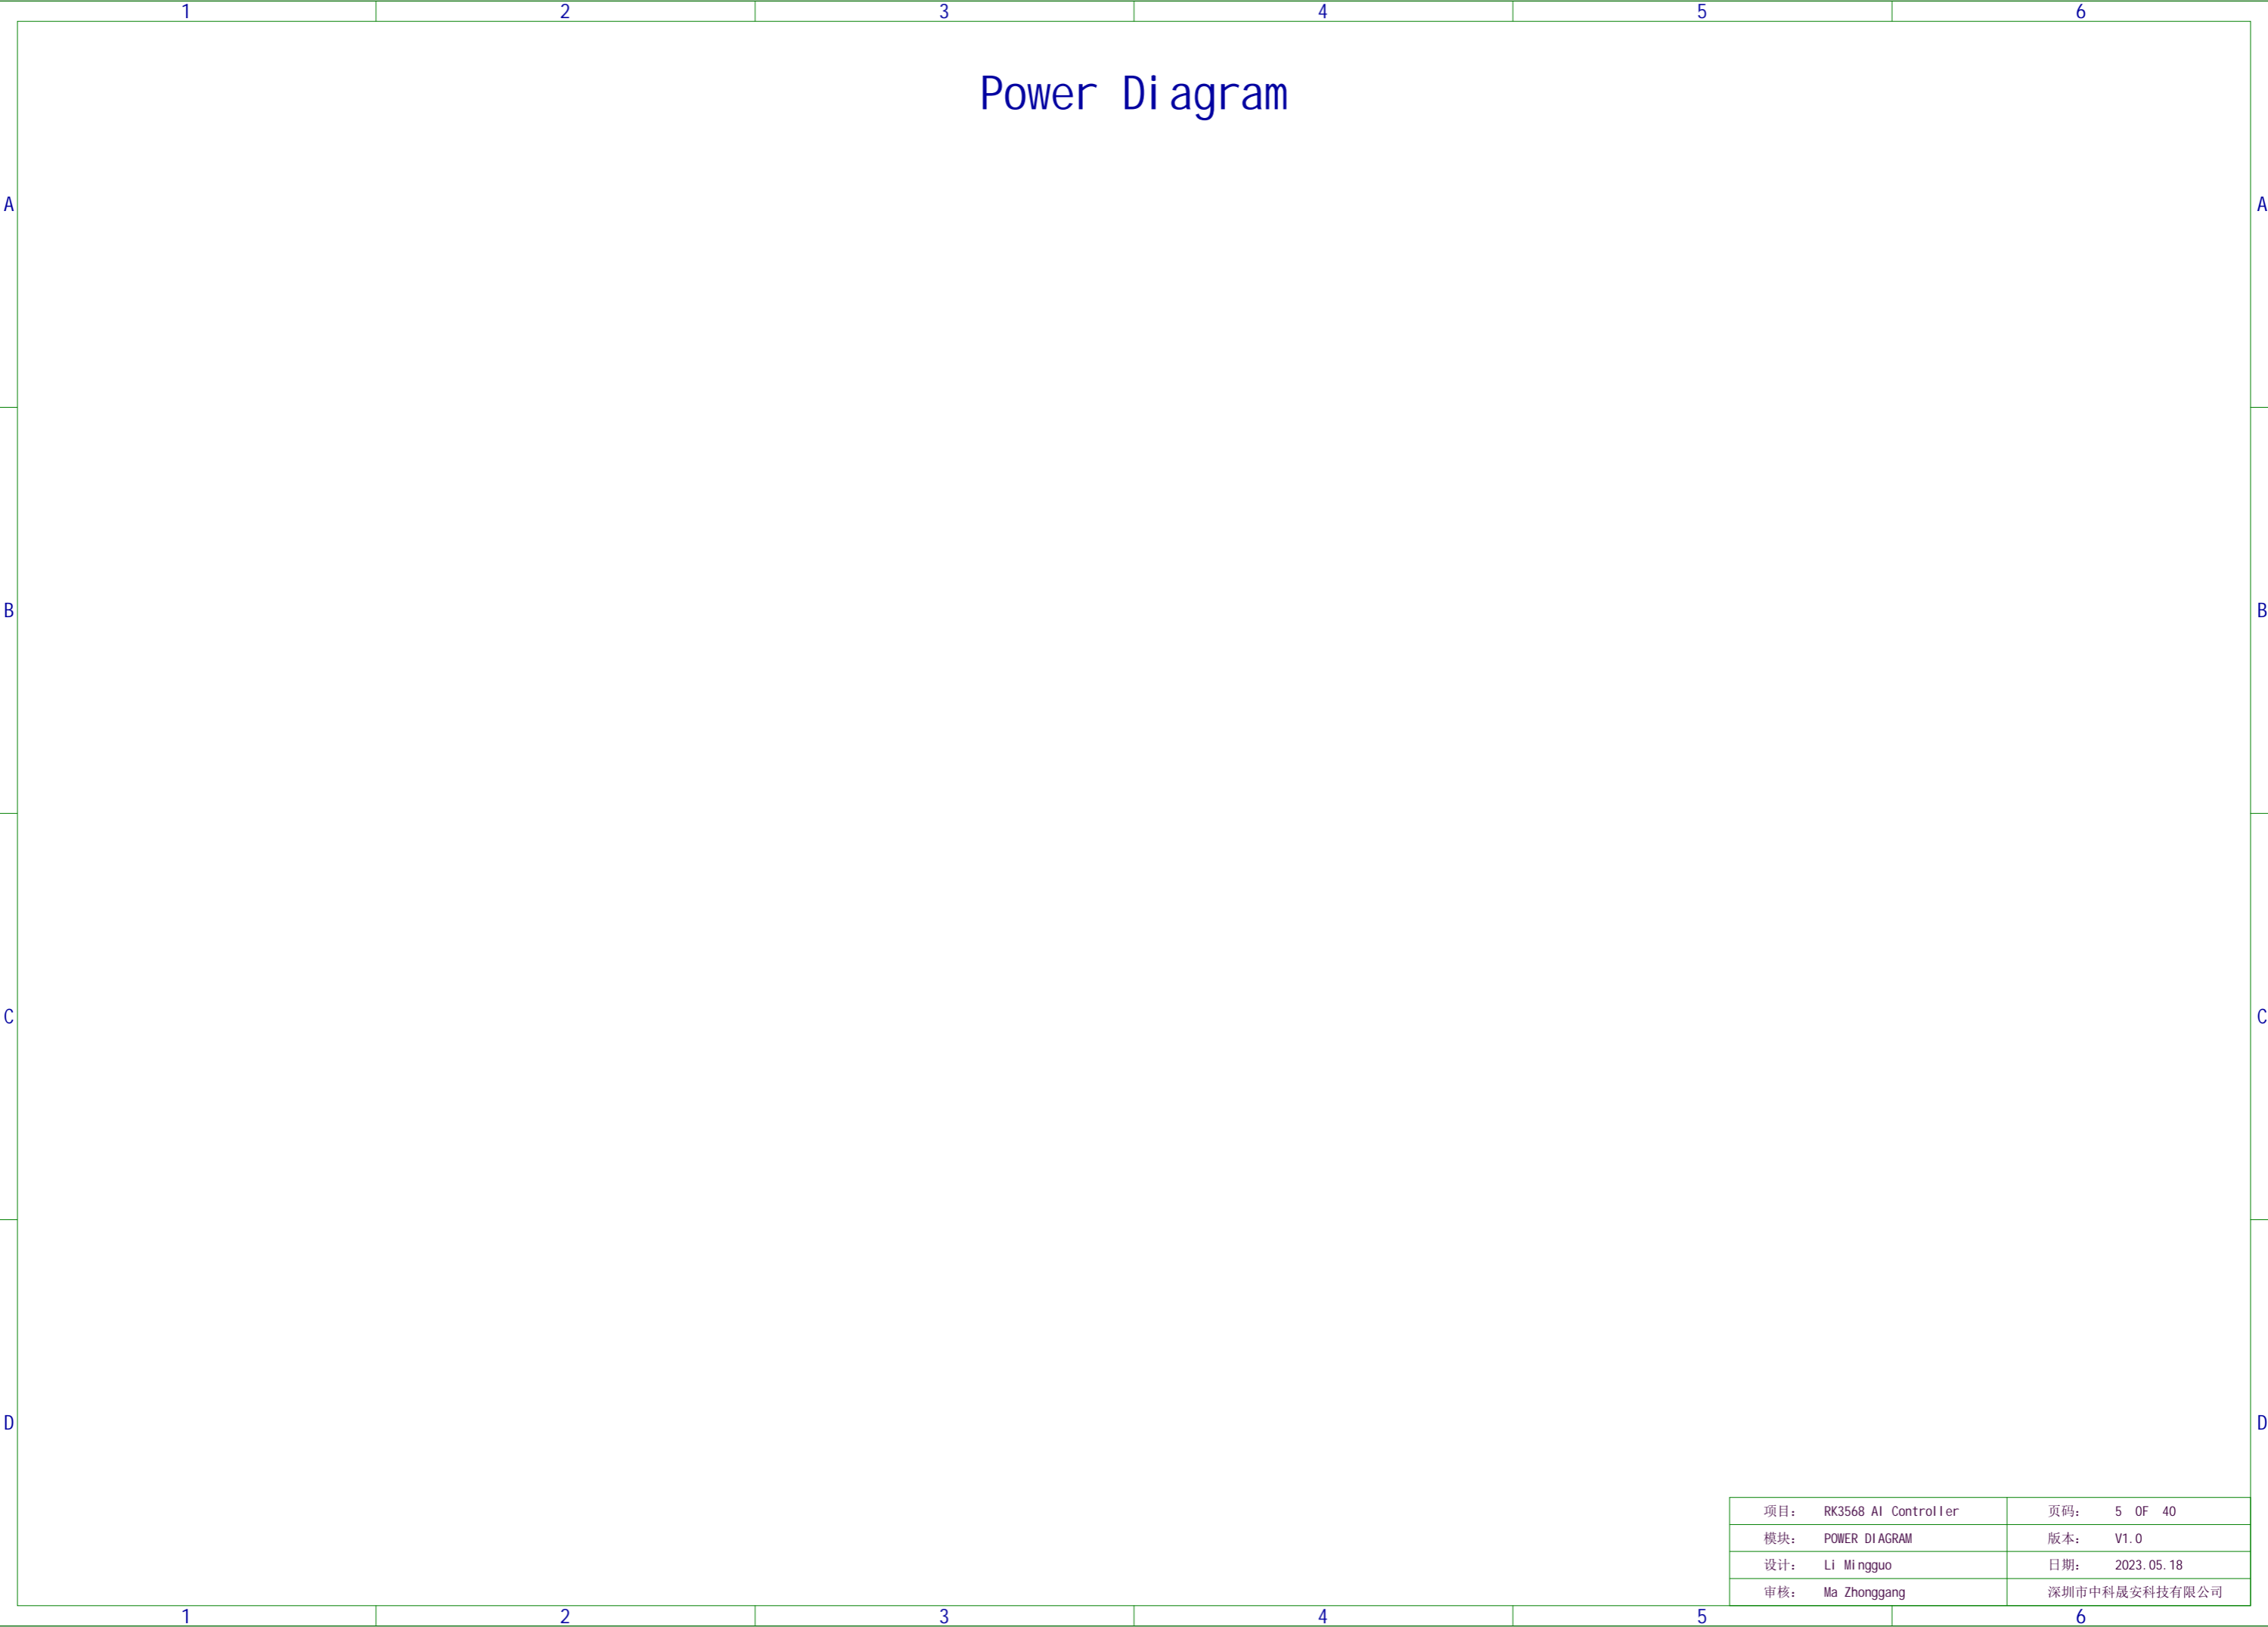 1 2 3 4 5 6
Power Diagram
A A
B B
C C
D D
项目： RK3568 AI Controller 页码： 5 OF 40
模块： POWER DIAGRAM 版本： V1.0
设计： Li Mingguo 日期： 2023.05.18
审核： Ma Zhonggang 深圳市中科晟安科技有限公司
1 2 3 4 5 6